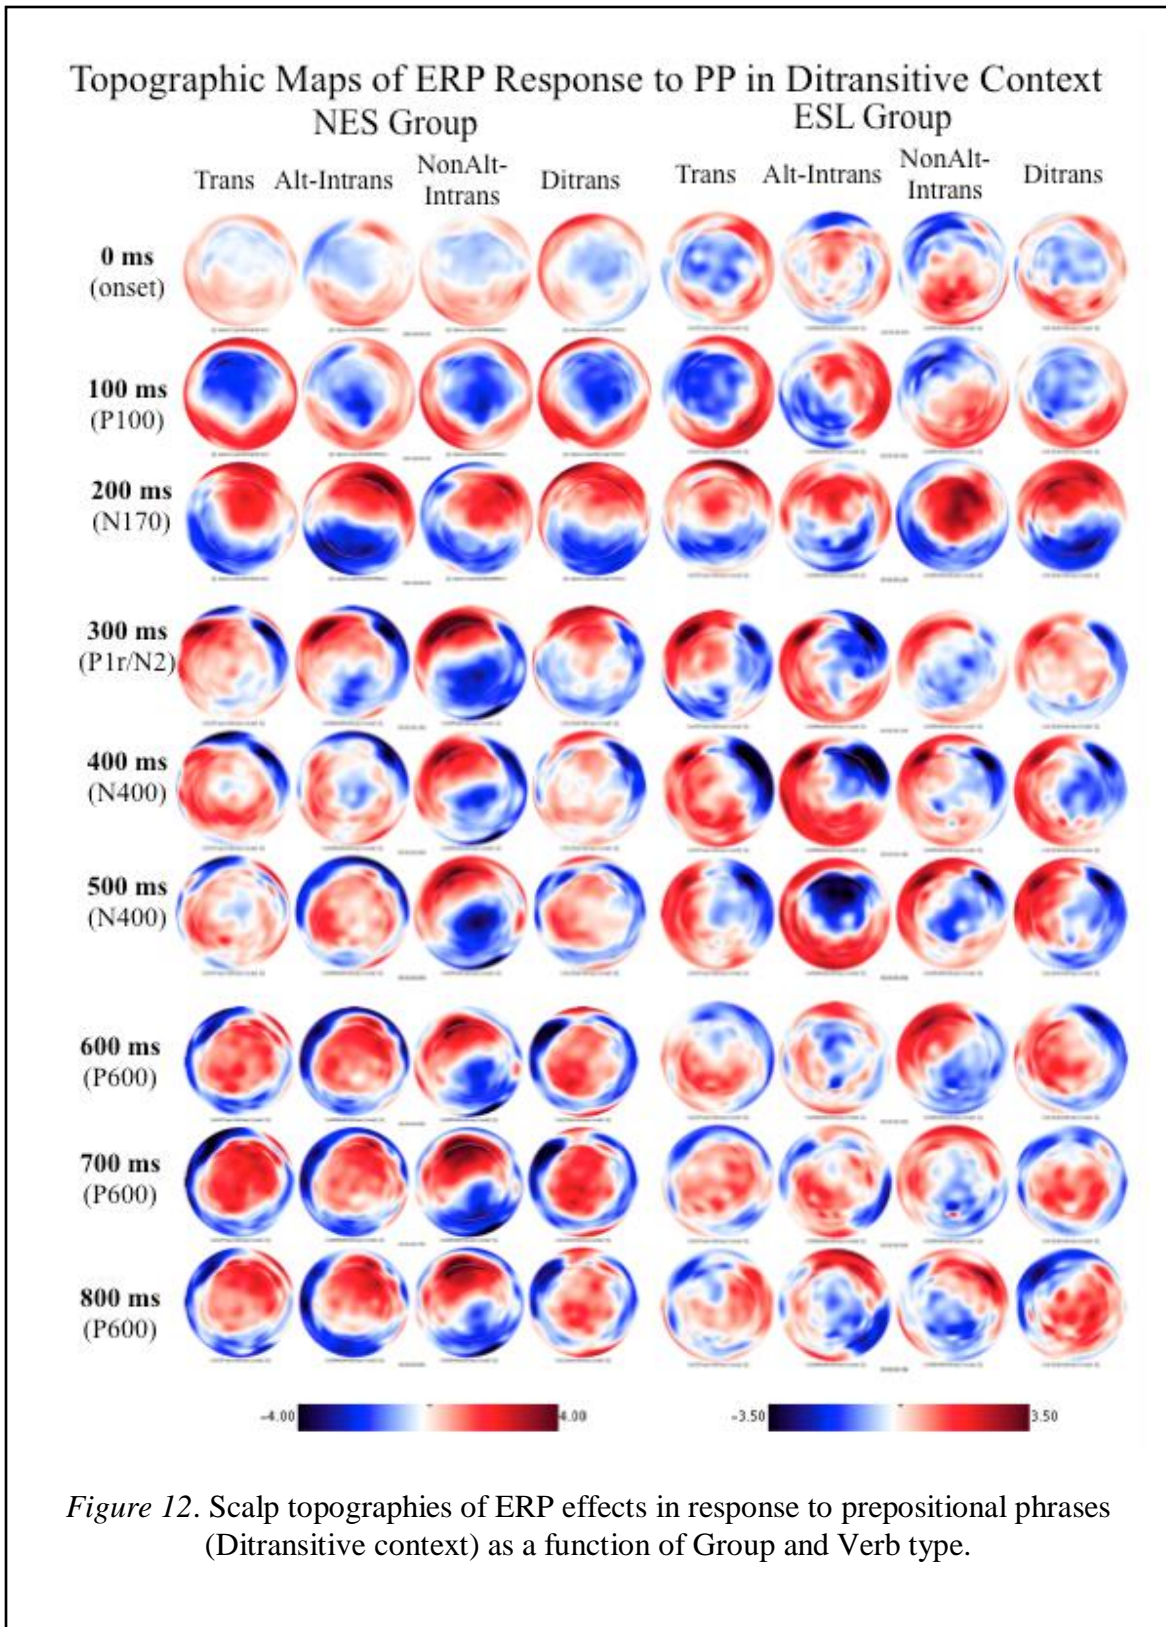 Topographic Maps of ERP Response to PP in Ditransitive Context
NES Group
ESL Group
Trans Alt-Intrans NonAlt-Intrans Ditrans
Trans Alt-Intrans NonAlt-Intrans Ditrans
0 ms
(onset)
100 ms
(P100)
200 ms
(N170)
300 ms
(P1r/N2)
400 ms
(N400)
500 ms
(N400)
600 ms
(P600)
700 ms
(P600)
800 ms
(P600)
-4.00 4.00
-3.50 3.50
Figure 12. Scalp topographies of ERP effects in response to prepositional phrases
(Ditransitive context) as a function of Group and Verb type.